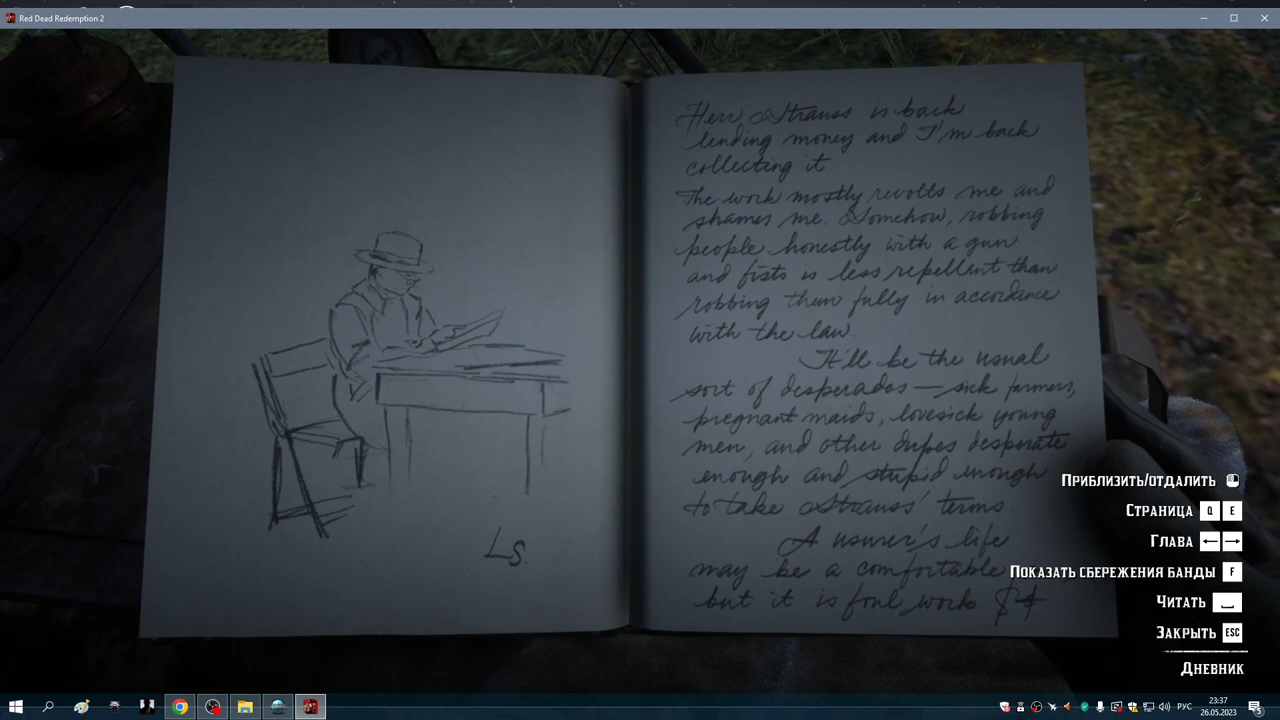 Red Dead Redemption 2
Herr Strauss is back
lending money and I'm back
collecting it.
The work mostly revolts me and
shames me. Somehow, robbing
people honestly with a gun
and fists is less repellent than
robbing them fully in accordance
with the law.
It'll be the usual
sort of desperados — sick farmers,
pregnant maids, lovesick young
men, and other dupes desperate
enough and stupid enough
to take Strauss' terms.
A usurer's life
may be a comfortable
but it is foul work $ $
LS.
Приблизить/отдалить
Страница Q E
Глава ← →
Показать сбережения банды F
Читать
Закрыть ESC
Дневник
РУС
23:37
26.05.2023
5